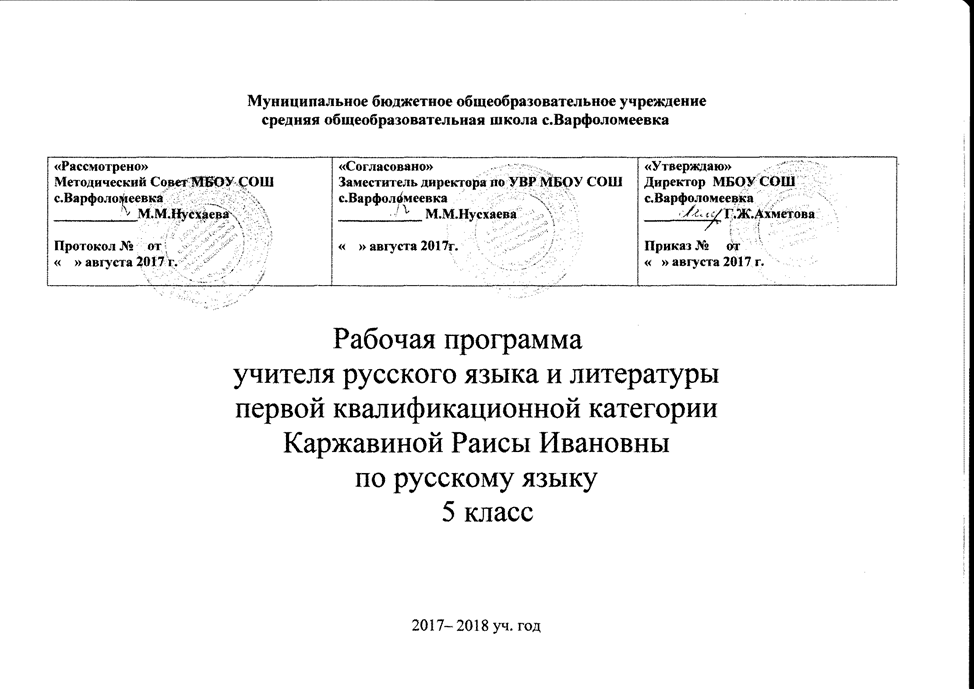 Муниципальное бюджетное общеобразовательное учреждение
средняя общеобразовательная школа с.Варфоломеевка
«Рассмотрено»
Методический Совет МБОУ СОШ
с.Варфоломеевка
____________ М.М.Нусхаева
Протокол № от
« » августа 2017 г.
«Согласовано»
Заместитель директора по УВР МБОУ СОШ
с.Варфоломеевка
____________ М.М.Нусхаева
« » августа 2017г.
«Утверждаю»
Директор МБОУ СОШ
с.Варфоломеевка
___________ Г.Ж.Ахметова
Приказ № от
« » августа 2017 г.
Рабочая программа
учителя русского языка и литературы
первой квалификационной категории
Каржавиной Раисы Ивановны
по русскому языку
5 класс
2017– 2018 уч. год